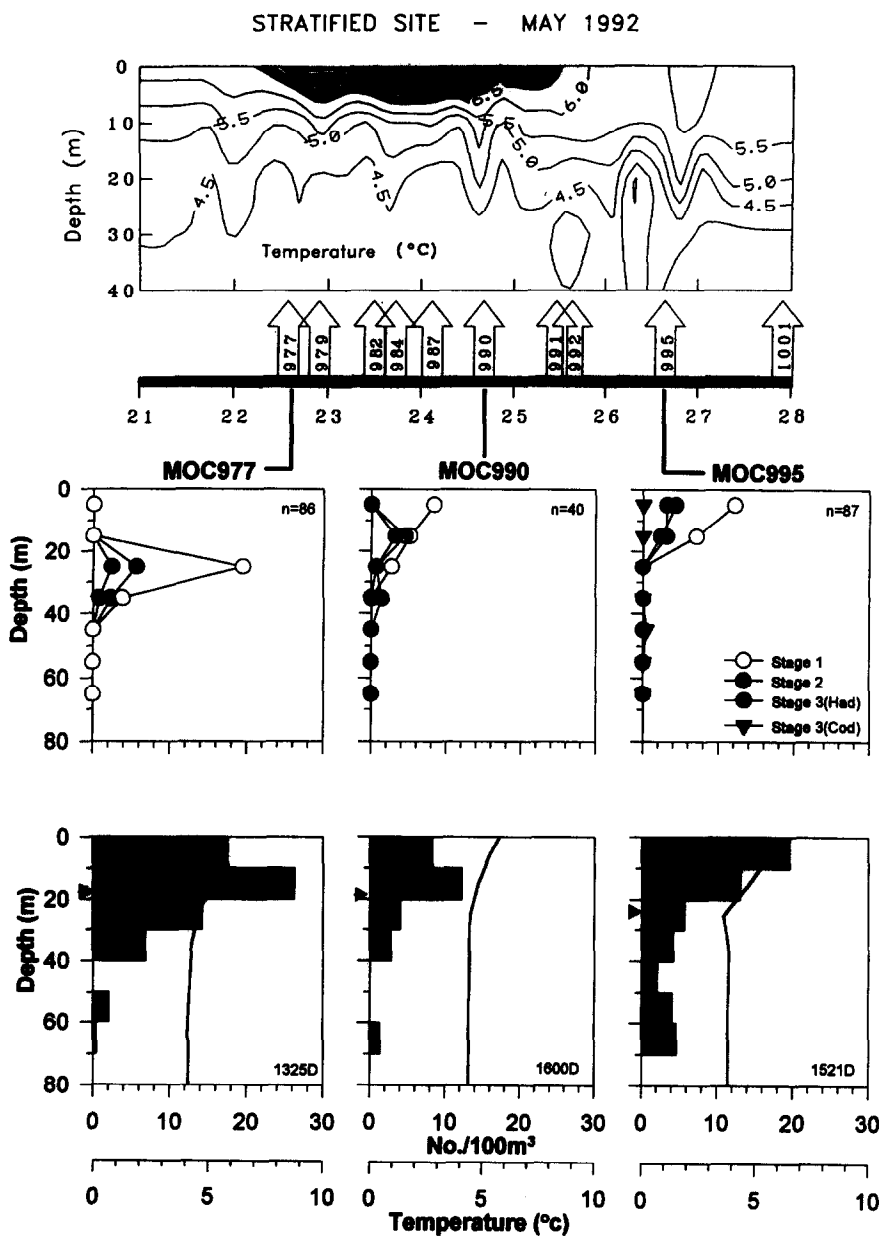 STRATIFIED SITE - MAY 1992
0
10
20
30
40
Depth (m)
6.5
6.0
5.5
5.5
5.0
5.0
5.5
4.5
4.5
4.5
5.0
4.5
Temperature (°C)
977
979
982
984
987
990
991
992
995
1001
21 22 23 24 25 26 27 28
MOC977 MOC990 MOC995
0
20
40
60
80
Depth (m)
n=86
n=40
n=87
Stage 1
Stage 2
Stage 3(Had)
Stage 3(Cod)
0
20
40
60
80
Depth (m)
1325D
1600D
1521D
0 10 20 30 0 10 20 30 0 10 20 30
No./100m³
0 5 10 0 5 10 0 5 10
Temperature (°c)